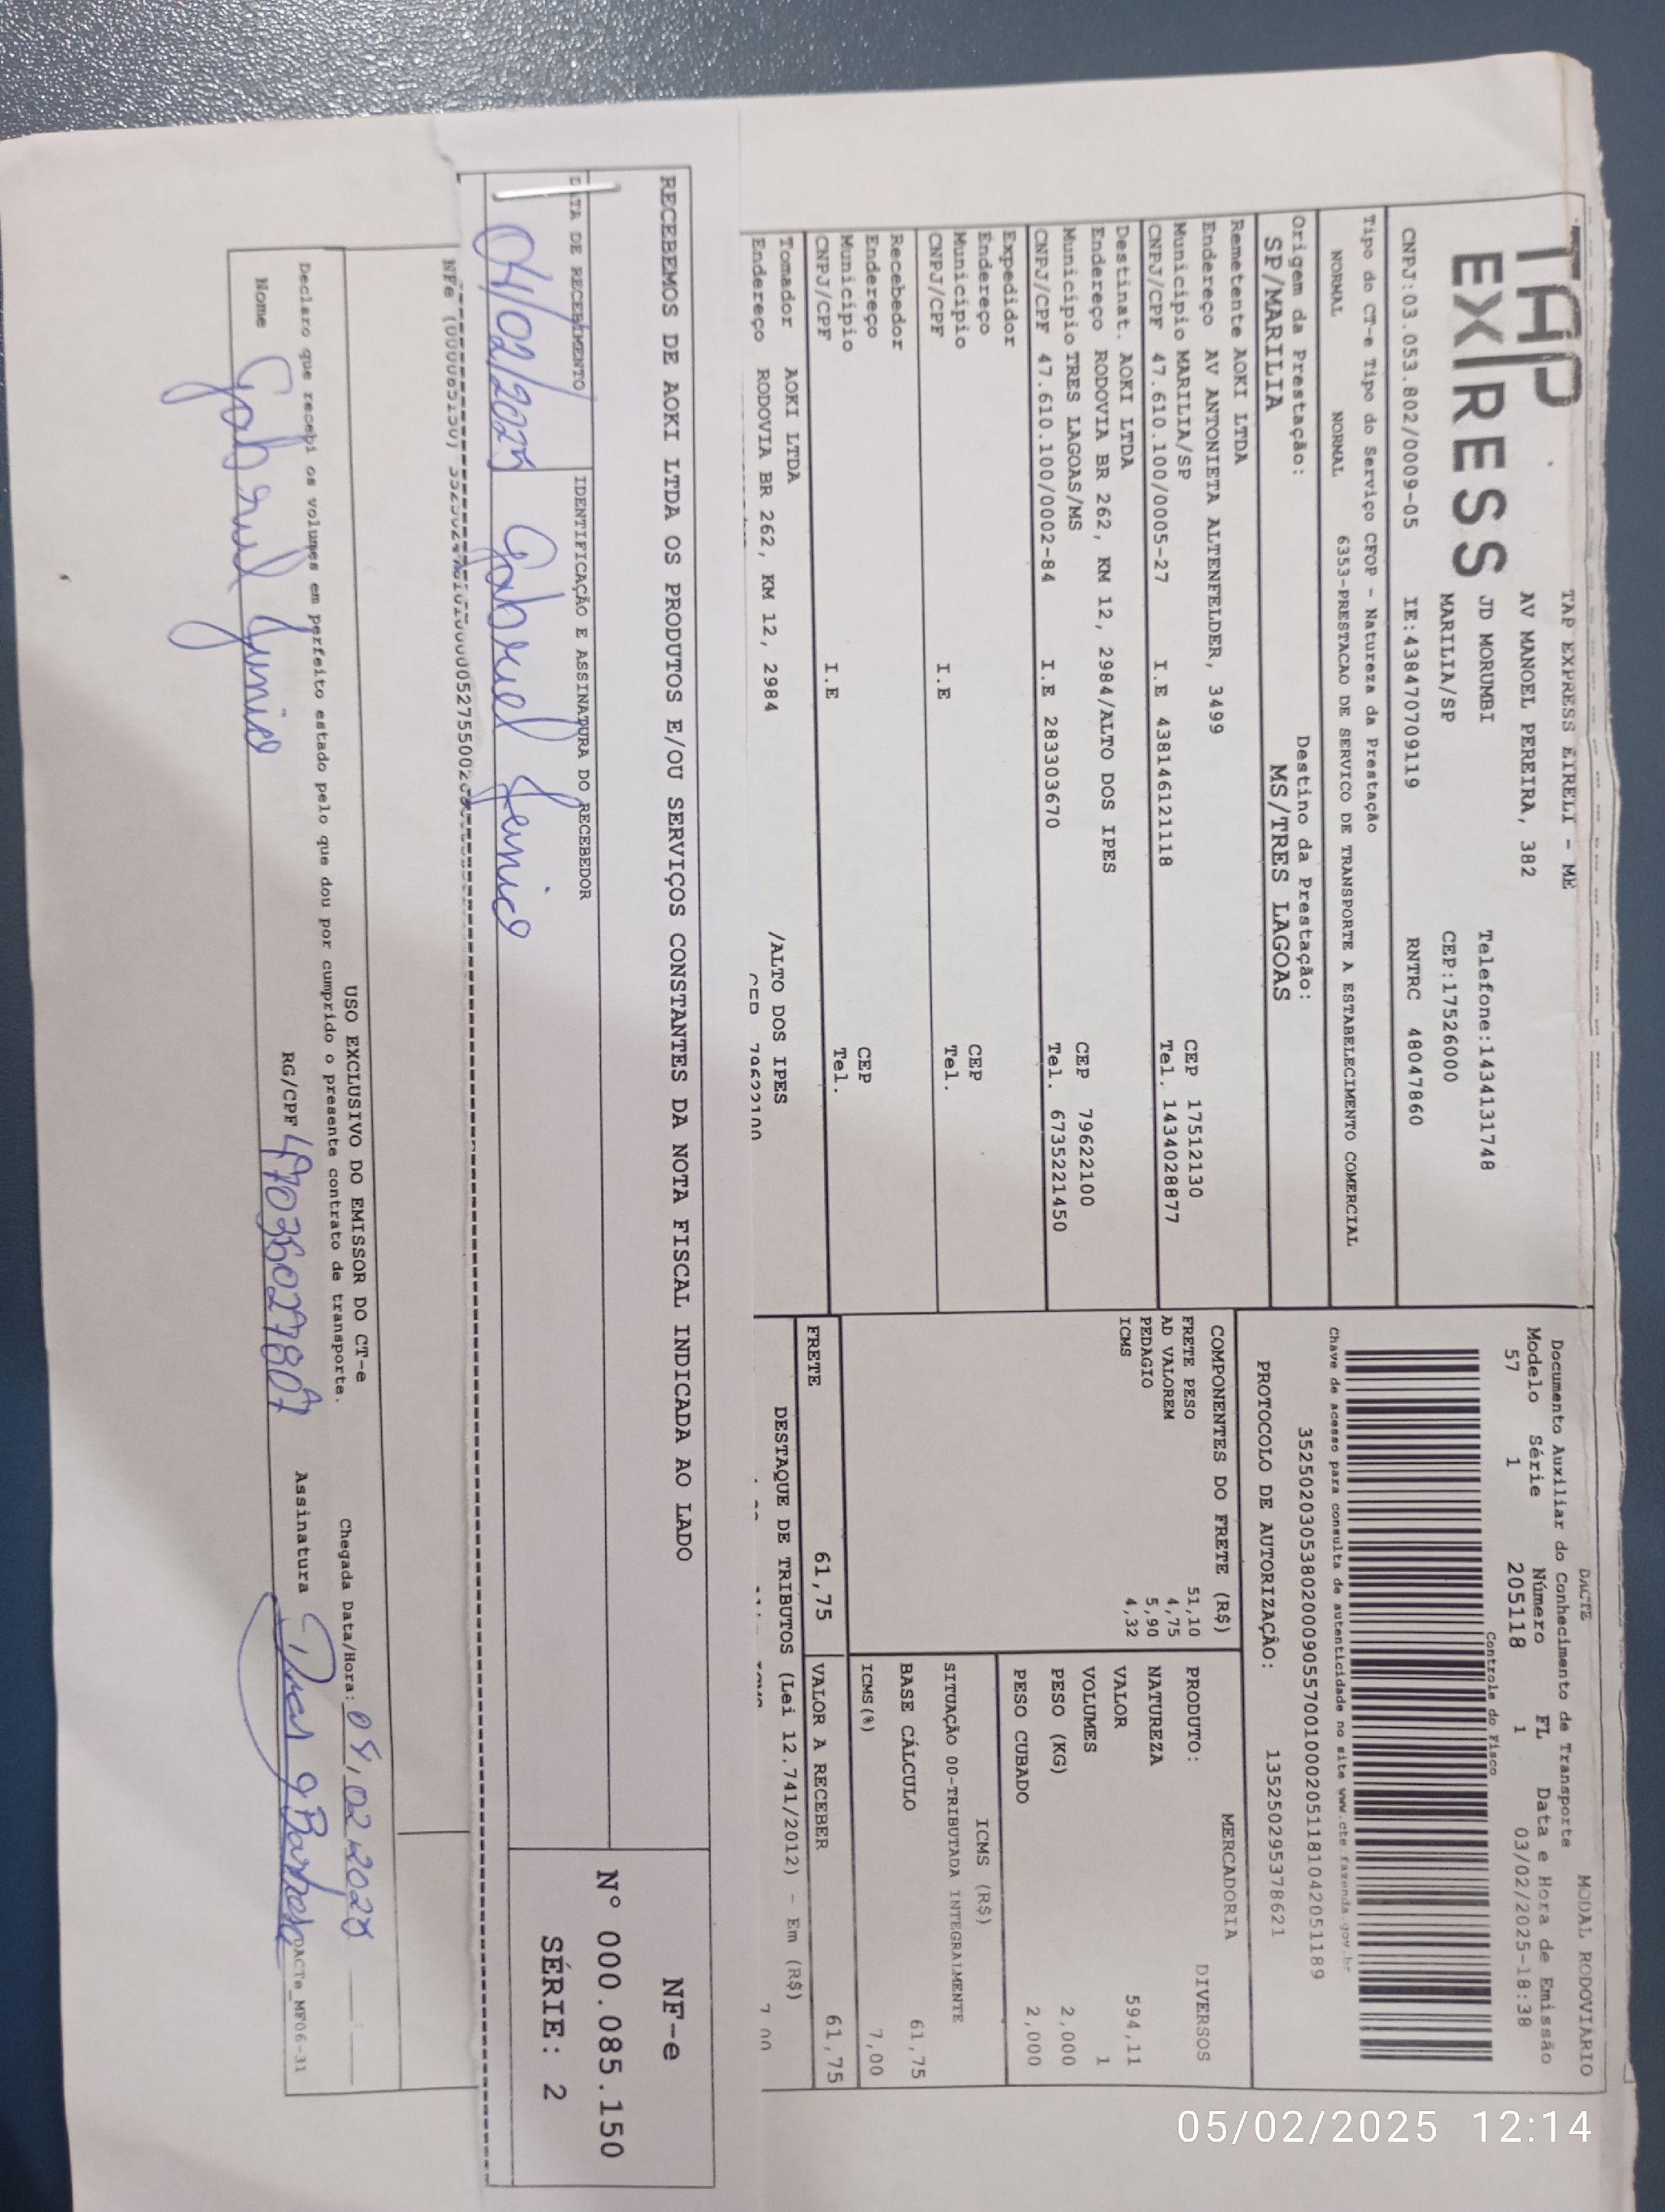 TAP
EXPRESS
TAP EXPRESS EIRELI - ME
AV MANOEL PEREIRA, 382
JD MORUMBI Telefone:1434131748
MARILIA/SP CEP:17526000
CNPJ:03.053.802/0009-05 IE:438470709119 RNTRC 48047860
DACTE MODAL RODOVIARIO
Documento Auxiliar do Conhecimento de Transporte
Modelo Série Número FL Data e Hora de Emissão
57 1 205118 1 03/02/2025-18:38
Controle do Fisco
Chave de acesso para consulta de autenticidade no site www.cte.fazenda.gov.br
35250203053802000905570010002051181042051189
PROTOCOLO DE AUTORIZAÇÃO: 135250295378621
Tipo do CT-e Tipo do Serviço CFOP - Natureza da Prestação
NORMAL NORMAL 6353-PRESTACAO DE SERVICO DE TRANSPORTE A ESTABELECIMENTO COMERCIAL
Origem da Prestação: Destino da Prestação:
SP/MARILIA MS/TRES LAGOAS
Remetente AOKI LTDA
Endereço AV ANTONIETA ALTENFELDER, 3499 CEP 17512130
Município MARILIA/SP Tel. 1434028877
CNPJ/CPF 47.610.100/0005-27 I.E 438146121118
Destinat. AOKI LTDA
Endereço RODOVIA BR 262, KM 12, 2984/ALTO DOS IPES
Municipio TRES LAGOAS/MS CEP 79622100
CNPJ/CPF 47.610.100/0002-84 I.E 283303670 Tel. 6735221450
Expedidor
Endereço
Municipio CEP
CNPJ/CPF I.E Tel.
Recebedor
Endereço
Municipio CEP
CNPJ/CPF I.E Tel.
Tomador AOKI LTDA /ALTO DOS IPES
Endereço RODOVIA BR 262, KM 12, 2984 CEP 79622100
COMPONENTES DO FRETE (R$)
FRETE PESO 51,10
AD VALOREM 4,75
PEDAGIO 5,90
ICMS 4,32
MERCADORIA
PRODUTO: DIVERSOS
NATUREZA
VALOR 594,11
VOLUMES 1
PESO (KG) 2,000
PESO CUBADO 2,000
ICMS (R$)
SITUAÇÃO 00-TRIBUTADA INTEGRALMENTE
BASE CÁLCULO 61,75
ICMS(%) 7,00
FRETE 61,75 VALOR A RECEBER 61,75
DESTAQUE DE TRIBUTOS (Lei 12.741/2012) - Em (R$)
RECEBEMOS DE AOKI LTDA OS PRODUTOS E/OU SERVIÇOS CONSTANTES DA NOTA FISCAL INDICADA AO LADO
DATA DE RECEBIMENTO IDENTIFICAÇÃO E ASSINATURA DO RECEBEDOR
04/02/2025 Gabriel Junio
NF-e
N° 000.085.150
SÉRIE: 2
USO EXCLUSIVO DO EMISSOR DO CT-e
Declaro que recebi os volumes em perfeito estado pelo que dou por cumprido o presente contrato de transporte.
Chegada Data/Hora: 04/02 2025
Nome Gabriel Junio RG/CPF Assinatura
DACTe_MF06-31
05/02/2025 12:14